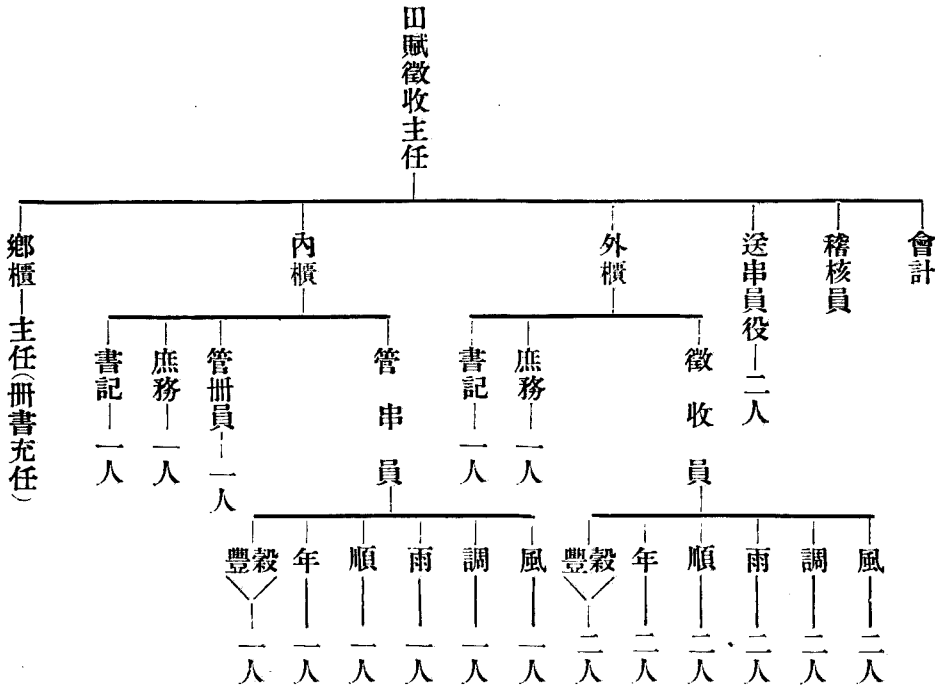 田賦徵收主任
會計
稽核員
送串員役—二人
外櫃
內櫃
鄉櫃—主任（冊書充任）
徵收員
庶務—一人
書記—一人
管串員
管冊員—一人
庶務—一人
書記—一人
風—二人
調—二人
雨—二人
順—二人
年—二人
豐穀—二人
風—一人
調—一人
雨—一人
順—一人
年—一人
豐穀—一人